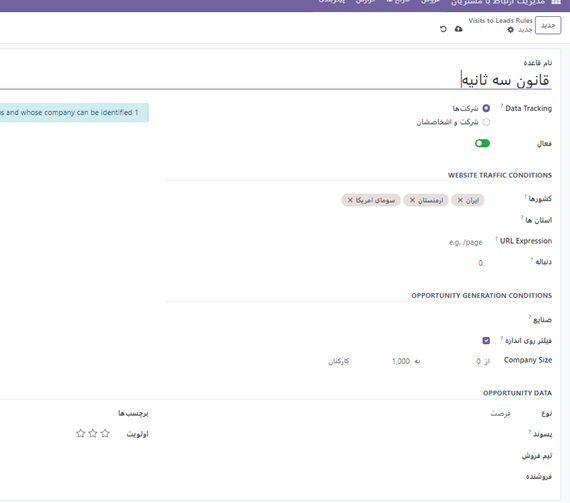 مدیریت ارتباط با مشتریان فروش گزارش پیکربندی
جدید
Visits to Leads Rules
جدید
نام قاعده
قانون سه ثانیه
Data Tracking ?
شرکت‌ها
شرکت و اشخاصشان
s and whose company can be identified 1
فعال
WEBSITE TRAFFIC CONDITIONS
کشورها ?
ایران × ارمنستان × سومای امریکا ×
استان ها ?
URL Expression ?
e.g. /page
دنباله ?
0
OPPORTUNITY GENERATION CONDITIONS
صنایع ?
فیلتر روی اندازه ?
Company Size
از 0 به 1,000 کارکنان
OPPORTUNITY DATA
نوع
فرصت
برچسب‌ها
پسوند ?
اولویت
تیم فروش
فروشنده